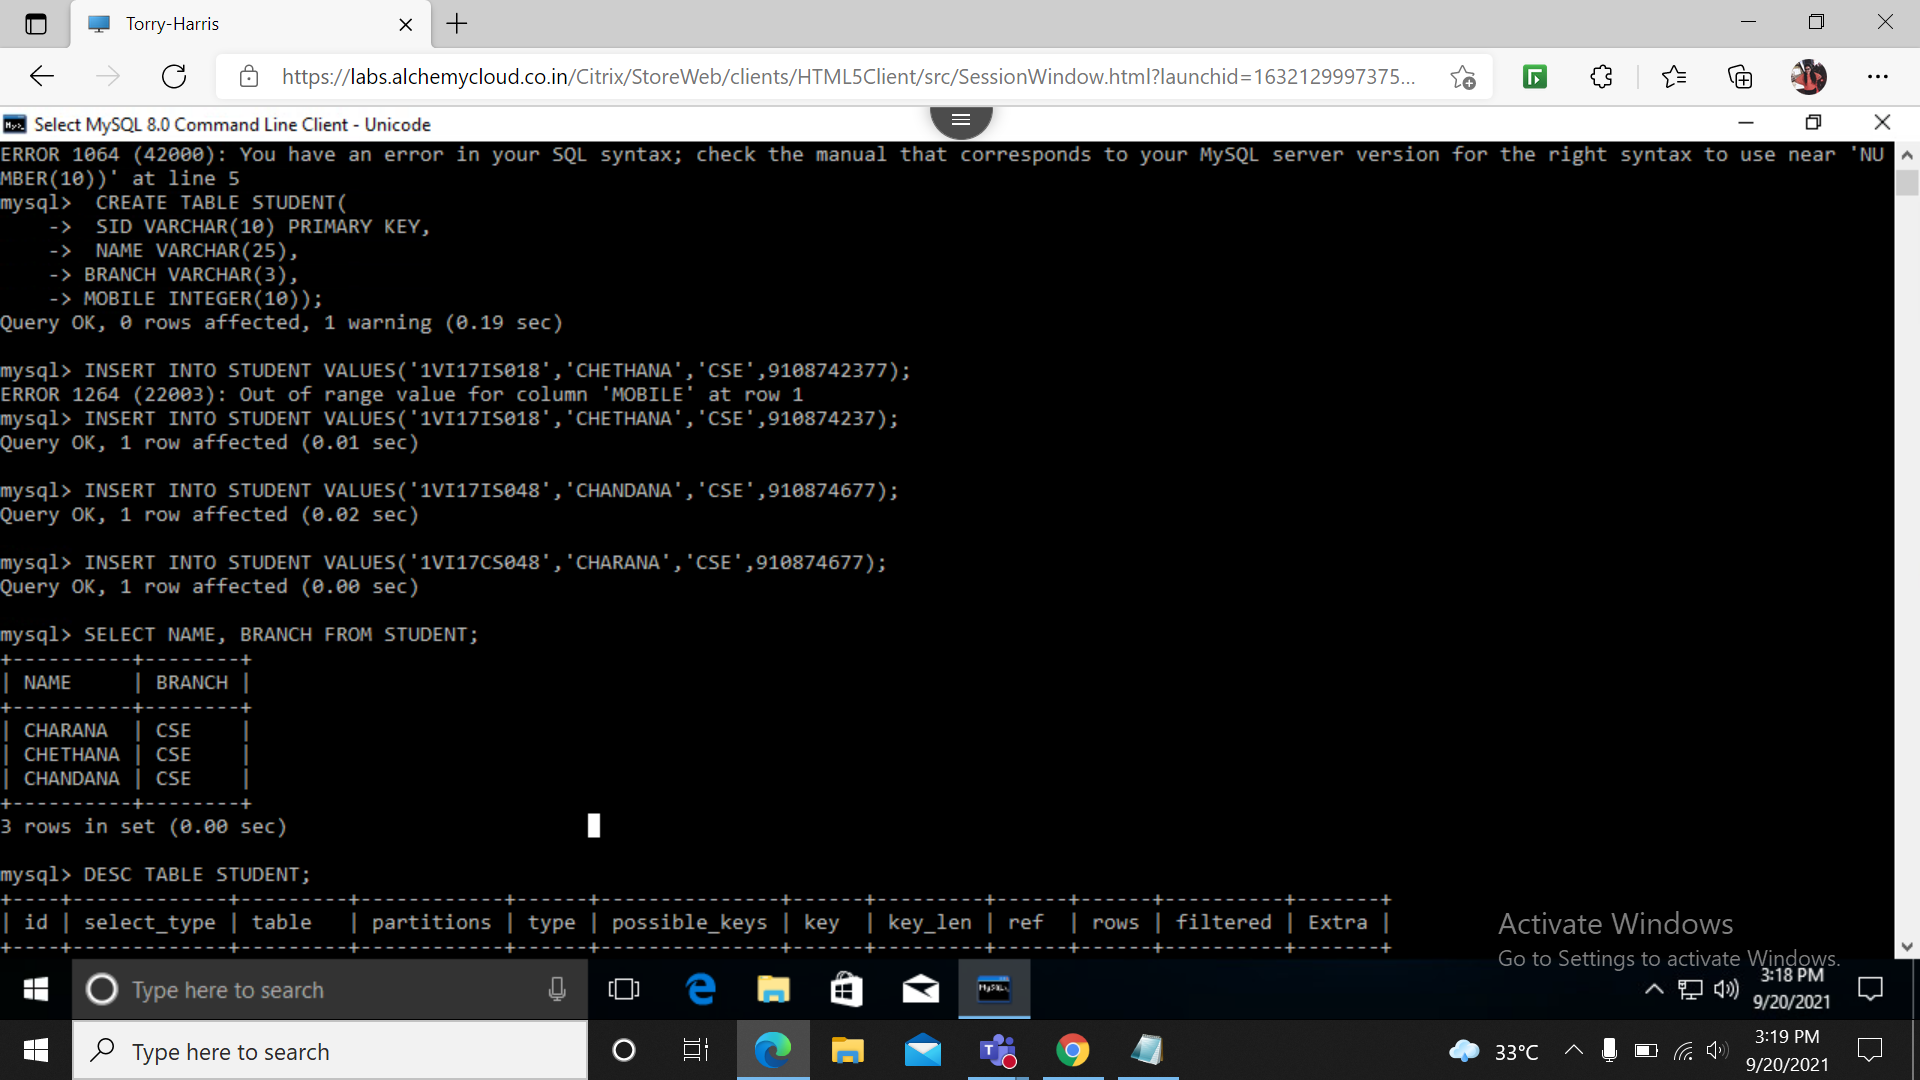 Torry-Harris
https://labs.alchemycloud.co.in/Citrix/StoreWeb/clients/HTML5Client/src/SessionWindow.html?launchid=1632129997375...
Select MySQL 8.0 Command Line Client - Unicode
ERROR 1064 (42000): You have an error in your SQL syntax; check the manual that corresponds to your MySQL server version for the right syntax to use near 'NU
MBER(10))' at line 5
mysql>  CREATE TABLE STUDENT(
    ->  SID VARCHAR(10) PRIMARY KEY,
    ->  NAME VARCHAR(25),
    -> BRANCH VARCHAR(3),
    -> MOBILE INTEGER(10));
Query OK, 0 rows affected, 1 warning (0.19 sec)
mysql> INSERT INTO STUDENT VALUES('1VI17IS018','CHETHANA','CSE',9108742377);
ERROR 1264 (22003): Out of range value for column 'MOBILE' at row 1
mysql> INSERT INTO STUDENT VALUES('1VI17IS018','CHETHANA','CSE',910874237);
Query OK, 1 row affected (0.01 sec)
mysql> INSERT INTO STUDENT VALUES('1VI17IS048','CHANDANA','CSE',910874677);
Query OK, 1 row affected (0.02 sec)
mysql> INSERT INTO STUDENT VALUES('1VI17CS048','CHARANA','CSE',910874677);
Query OK, 1 row affected (0.00 sec)
mysql> SELECT NAME, BRANCH FROM STUDENT;
+----------+--------+
| NAME     | BRANCH |
+----------+--------+
| CHARANA  | CSE    |
| CHETHANA | CSE    |
| CHANDANA | CSE    |
+----------+--------+
3 rows in set (0.00 sec)
mysql> DESC TABLE STUDENT;
+----+-------------+---------+------------+------+---------------+------+---------+------+------+----------+-------+
| id | select_type | table   | partitions | type | possible_keys | key  | key_len | ref  | rows | filtered | Extra |
+----+-------------+---------+------------+------+---------------+------+---------+------+------+----------+-------+
Activate Windows
Go to Settings to activate Windows.
Type here to search
3:18 PM
9/20/2021
Type here to search
33°C
3:19 PM
9/20/2021